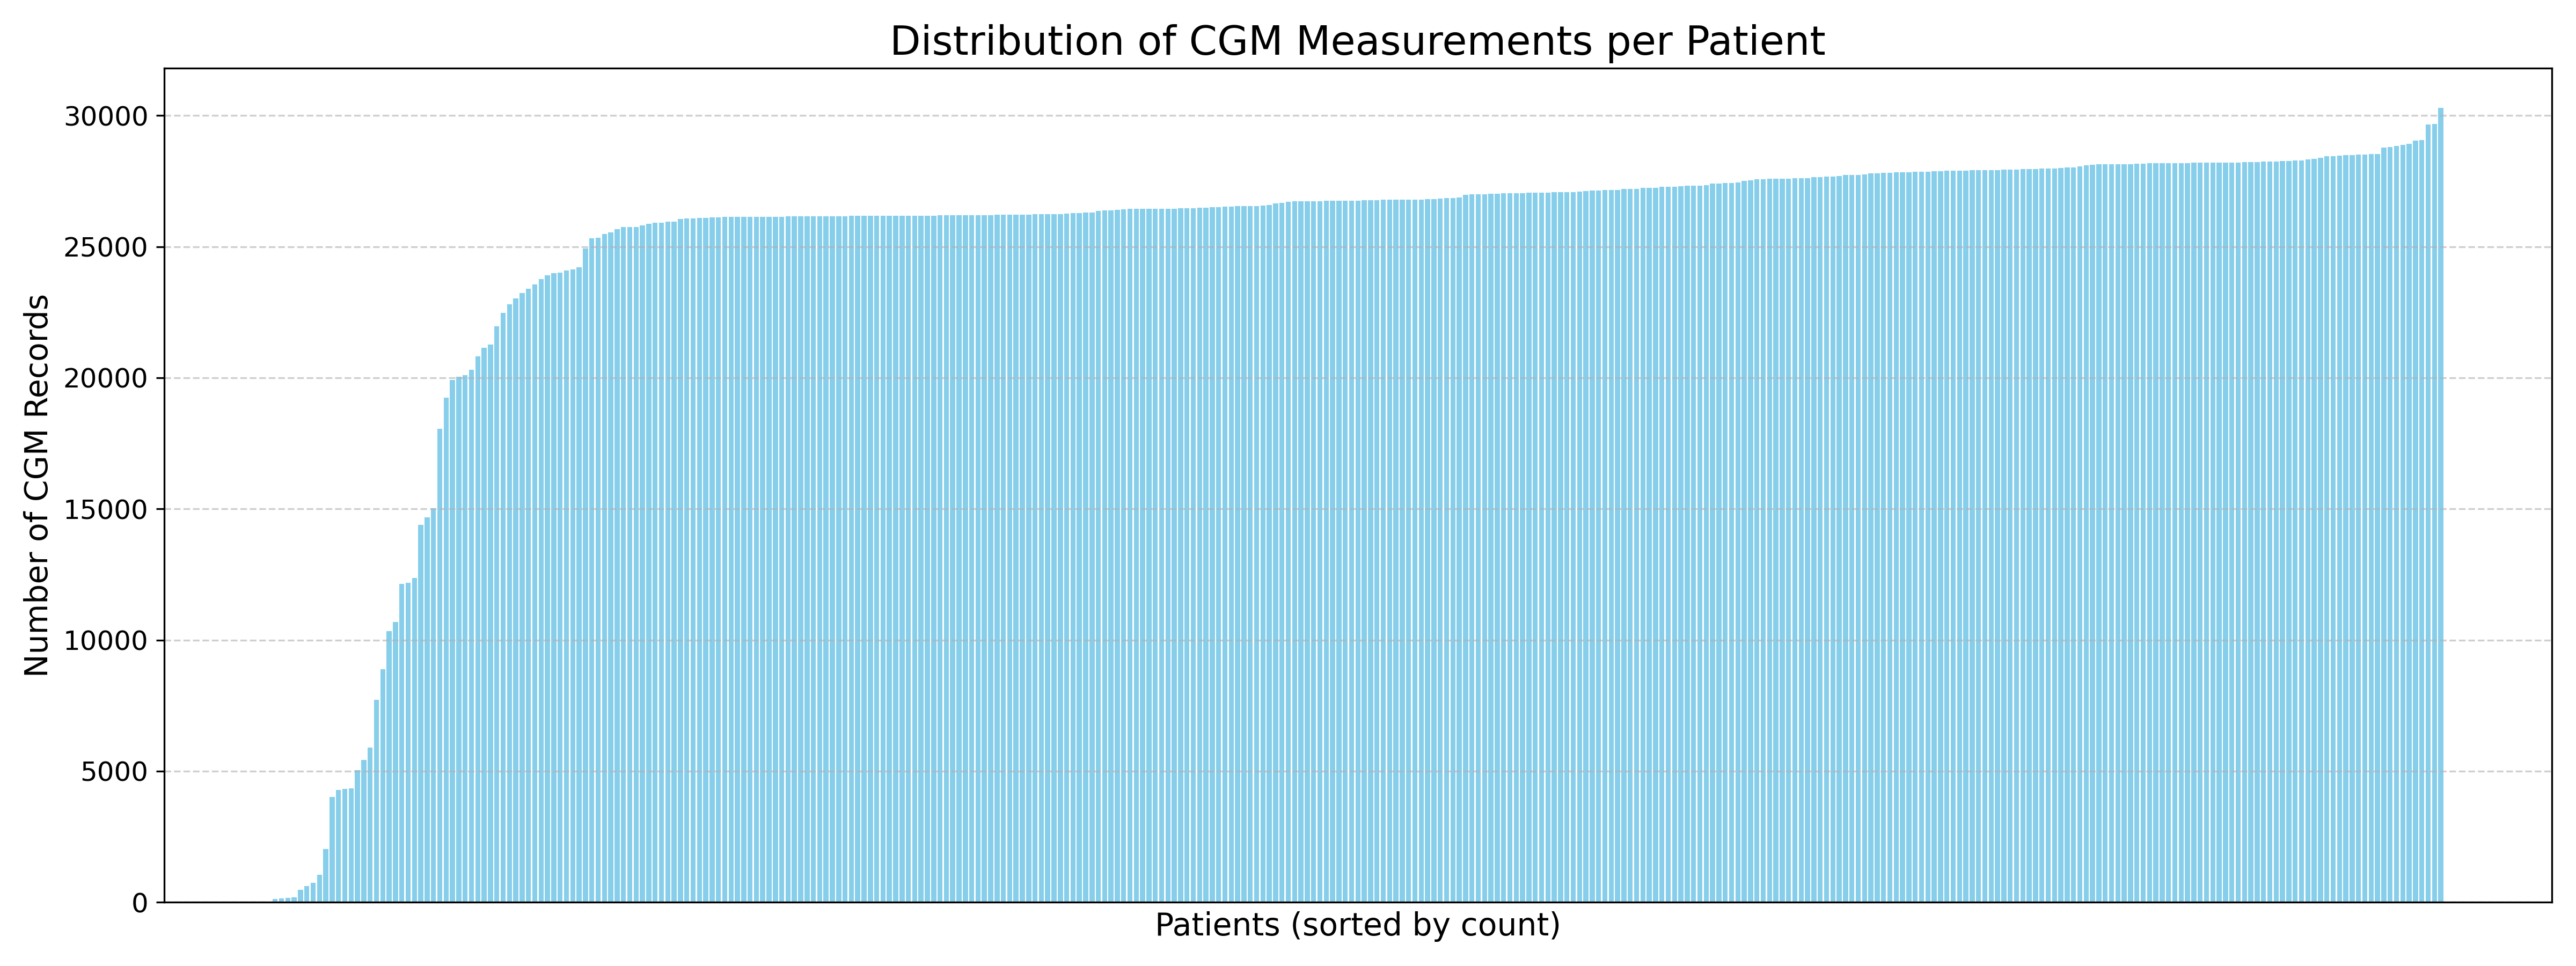 Distribution of CGM Measurements per Patient
Number of CGM Records
30000
25000
20000
15000
10000
5000
0
Patients (sorted by count)